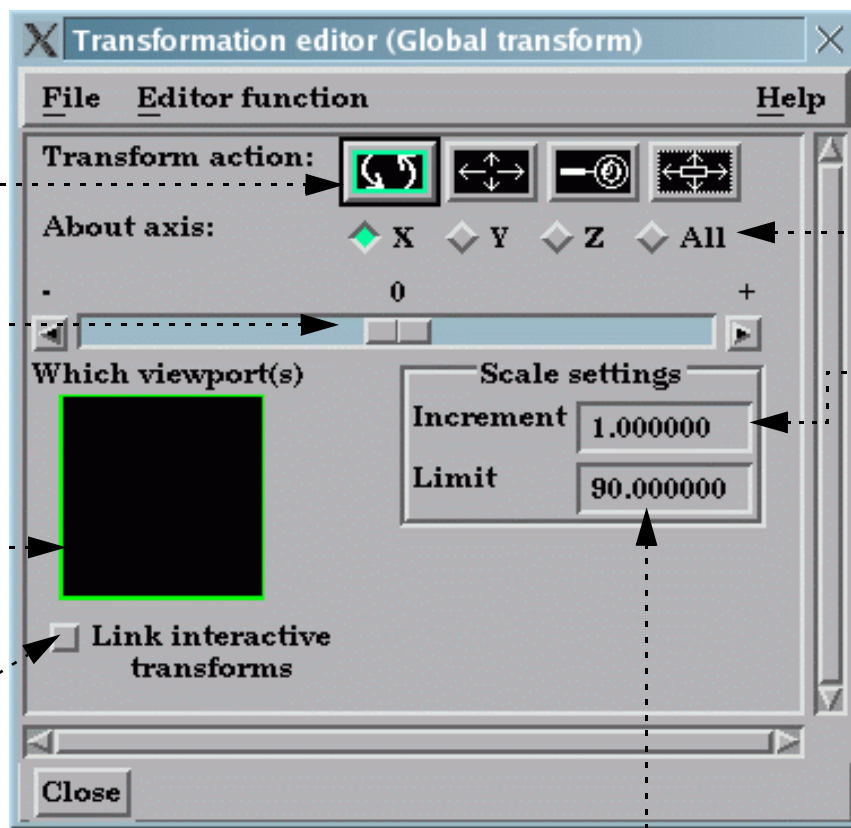 Transformation editor (Global transform)
File Editor function Help
Transform action:
About axis: X Y Z All
- 0 +
Which viewport(s)
Scale settings
Increment 1.000000
Limit 90.000000
Link interactive
transforms
Close